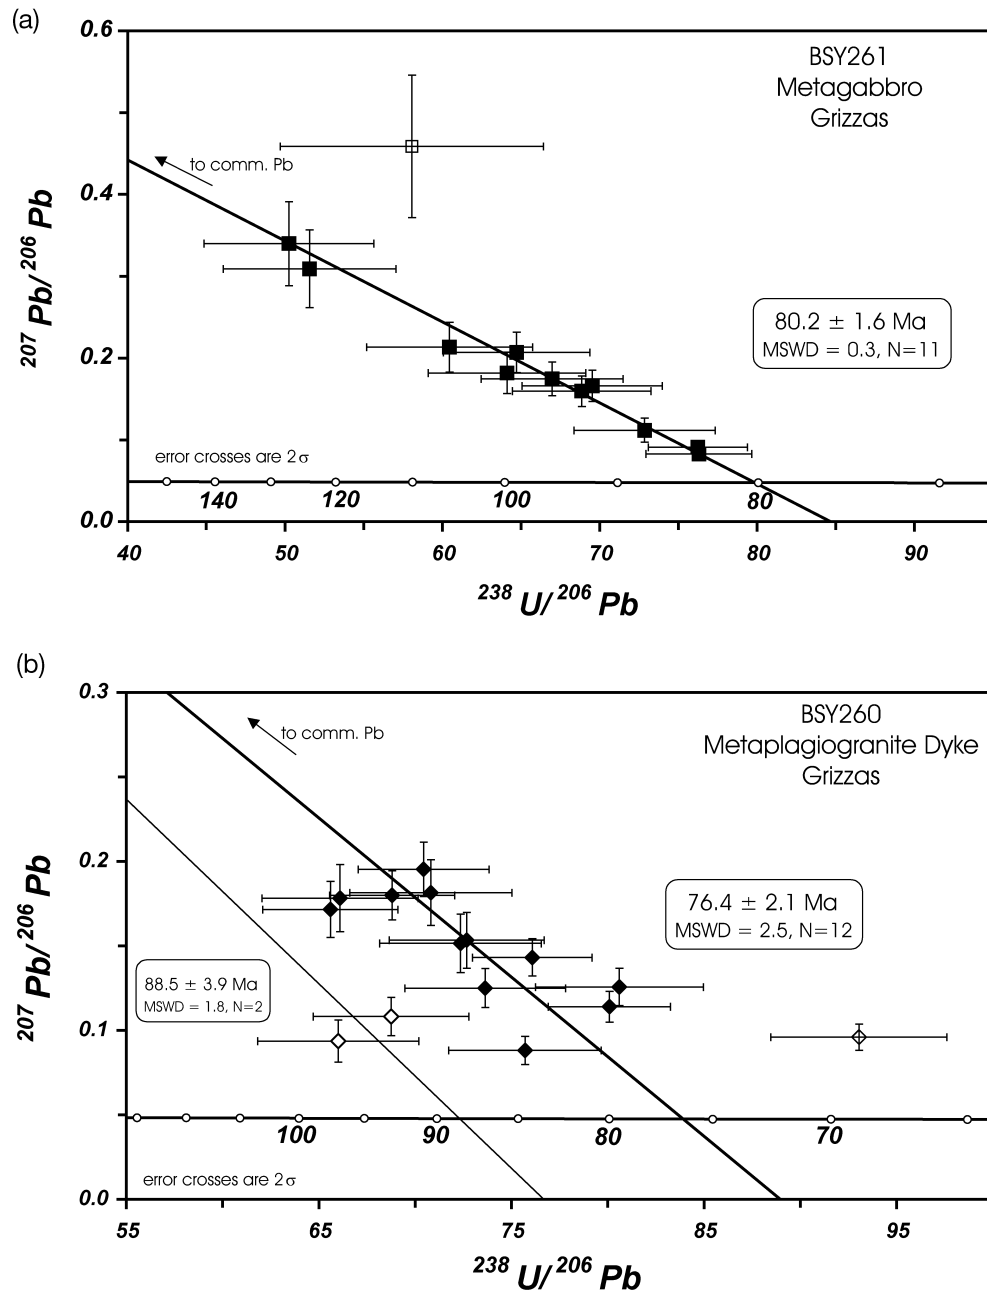 (a)
0.6
0.4
0.2
0.0
²⁰⁷Pb/²⁰⁶Pb
BSY261
Metagabbro
Grizzas
to comm. Pb
80.2 ± 1.6 Ma
MSWD = 0.3, N=11
error crosses are 2σ
140 120 100 80
40 50 60 70 80 90
²³⁸U/²⁰⁶Pb
(b)
0.3
0.2
0.1
0.0
²⁰⁷Pb/²⁰⁶Pb
BSY260
Metaplagiogranite Dyke
Grizzas
to comm. Pb
76.4 ± 2.1 Ma
MSWD = 2.5, N=12
88.5 ± 3.9 Ma
MSWD = 1.8, N=2
100 90 80 70
error crosses are 2σ
55 65 75 85 95
²³⁸U/²⁰⁶Pb